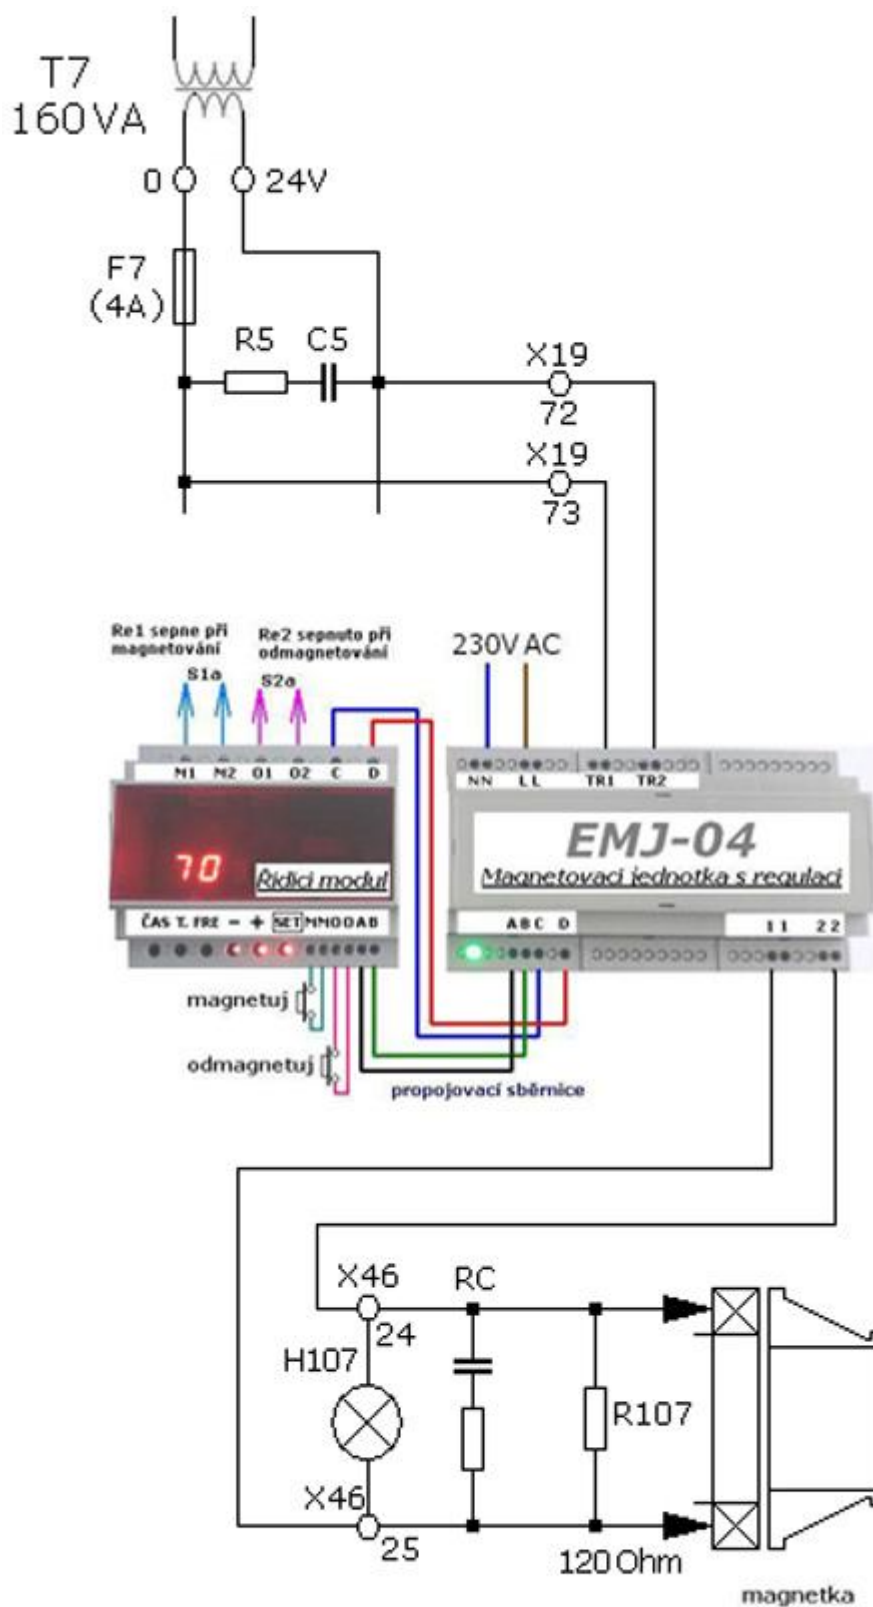 T7
160VA
0
24V
F7
(4A)
R5
C5
X19
72
X19
73
Re1 sepne při
magnetování
Re2 sepnuto při
odmagnetování
S1a
S2a
230V AC
M1 M2 O1 O2 C D
NN LL TR1 TR2
70
Řídicí modul
EMJ-04
Magnetovací jednotka s regulací
ČAS T. FRE - + SET MMOOAB
ABC D
11 22
magnetuj
odmagnetuj
propojovací sběrnice
X46
24
RC
H107
R107
X46
25
120 Ohm
magnetka